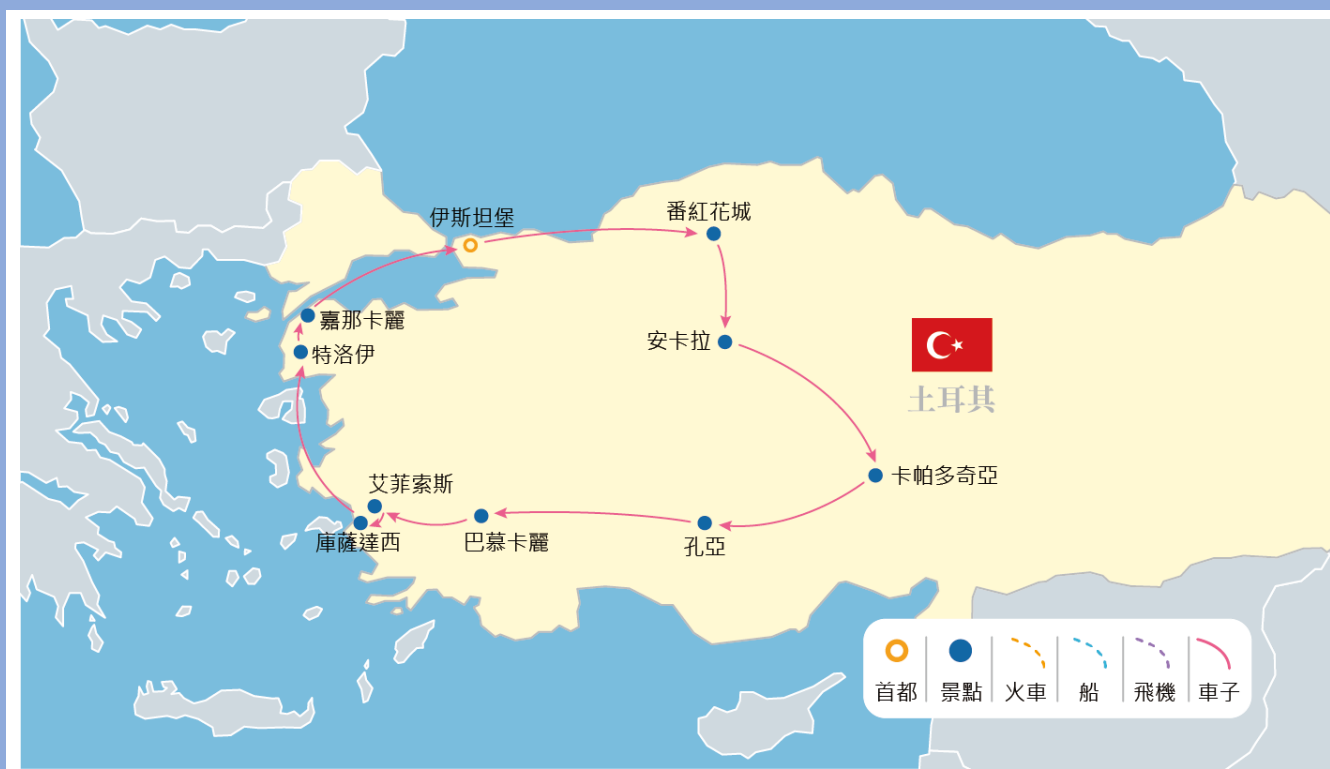 伊斯坦堡
番紅花城
嘉那卡麗
安卡拉
特洛伊
土耳其
卡帕多奇亞
艾菲索斯
庫薩達西
巴慕卡麗
孔亞
首都
景點
火車
船
飛機
車子